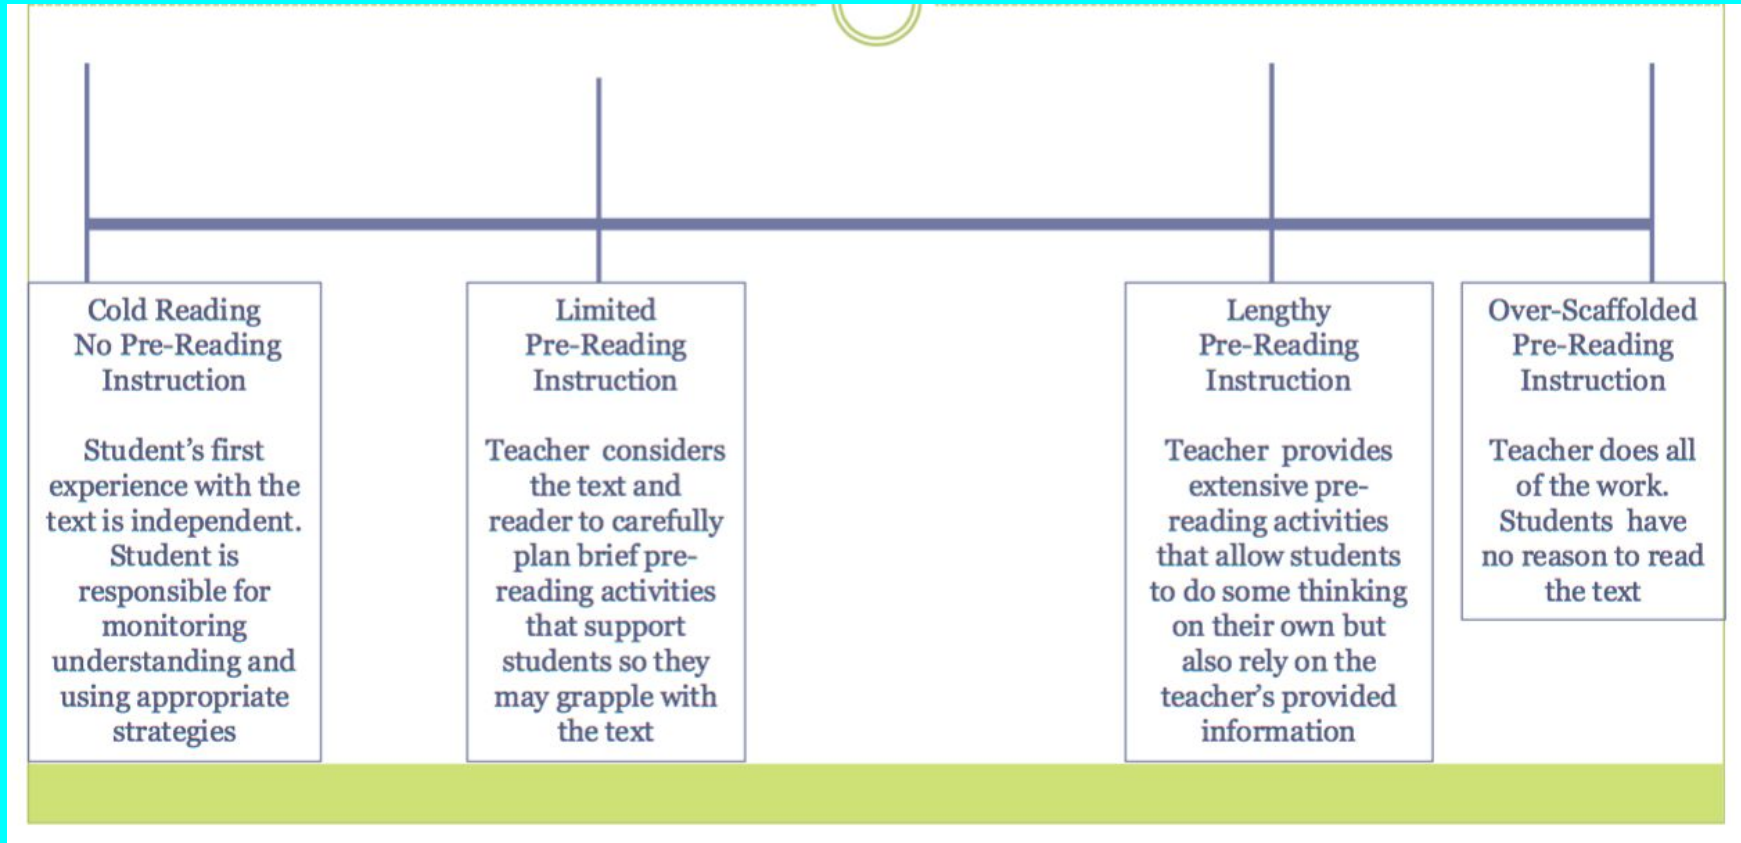 Cold Reading
No Pre-Reading
Instruction
Student’s first
experience with the
text is independent.
Student is
responsible for
monitoring
understanding and
using appropriate
strategies
Limited
Pre-Reading
Instruction
Teacher considers
the text and
reader to carefully
plan brief pre-
reading activities
that support
students so they
may grapple with
the text
Lengthy
Pre-Reading
Instruction
Teacher provides
extensive pre-
reading activities
that allow students
to do some thinking
on their own but
also rely on the
teacher’s provided
information
Over-Scaffolded
Pre-Reading
Instruction
Teacher does all
of the work.
Students have
no reason to read
the text